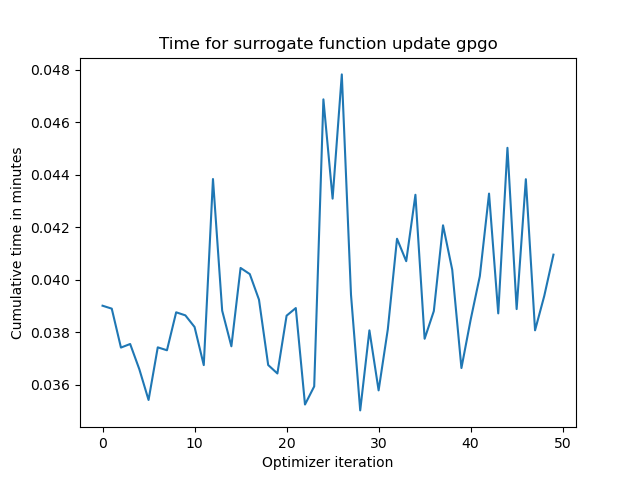 Time for surrogate function update gpgo
0.048
0.046
0.044
0.042
0.040
0.038
0.036
Cumulative time in minutes
0 10 20 30 40 50
Optimizer iteration